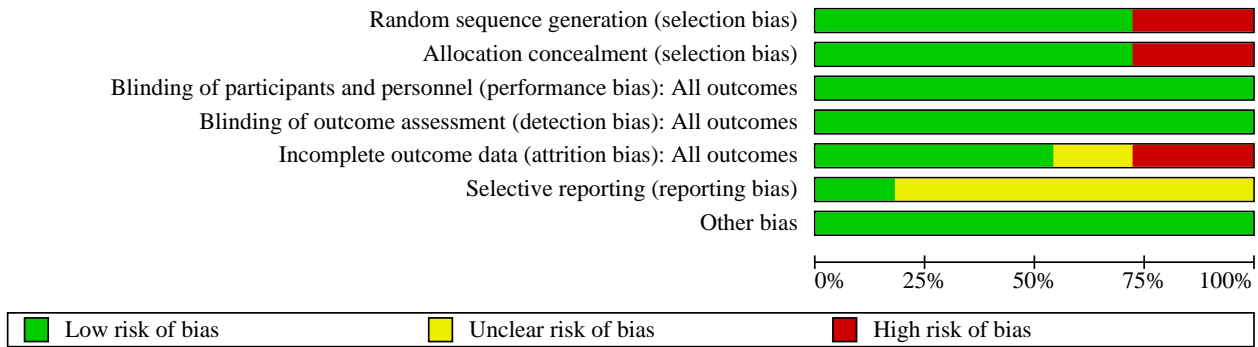 Random sequence generation (selection bias)
Allocation concealment (selection bias)
Blinding of participants and personnel (performance bias): All outcomes
Blinding of outcome assessment (detection bias): All outcomes
Incomplete outcome data (attrition bias): All outcomes
Selective reporting (reporting bias)
Other bias
0% 25% 50% 75% 100%
Low risk of bias Unclear risk of bias High risk of bias